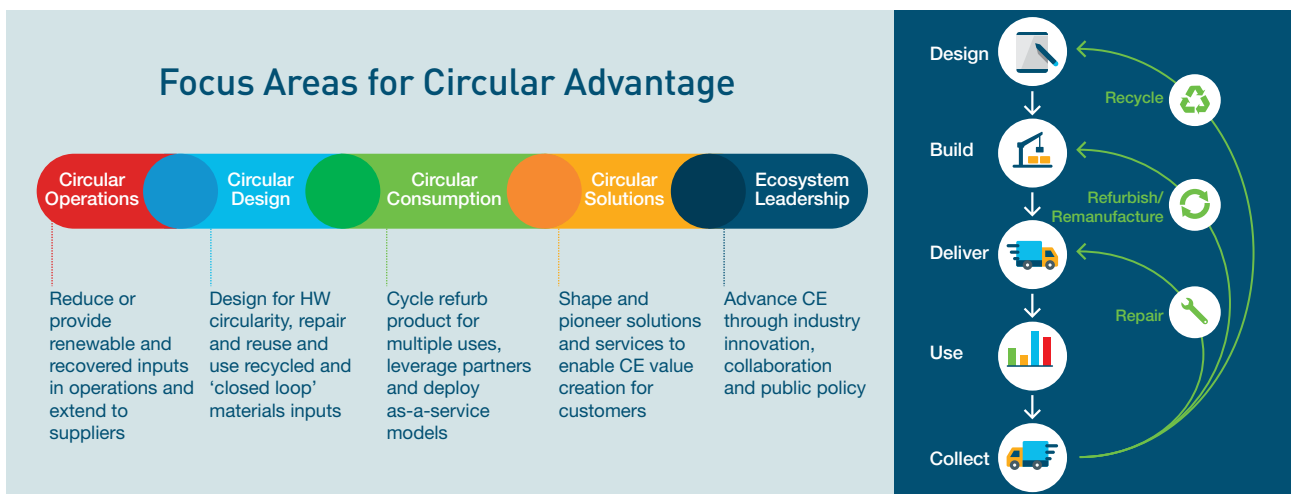 Focus Areas for Circular Advantage
Circular
Operations
Circular
Design
Circular
Consumption
Circular
Solutions
Ecosystem
Leadership
Reduce or
provide
renewable and
recovered inputs
in operations and
extend to
suppliers
Design for HW
circularity, repair
and reuse and
use recycled and
‘closed loop’
materials inputs
Cycle refurb
product for
multiple uses,
leverage partners
and deploy
as-a-service
models
Shape and
pioneer solutions
and services to
enable CE value
creation for
customers
Advance CE
through industry
innovation,
collaboration
and public policy
Design
Recycle
Build
Refurbish/
Remanufacture
Deliver
Repair
Use
Collect